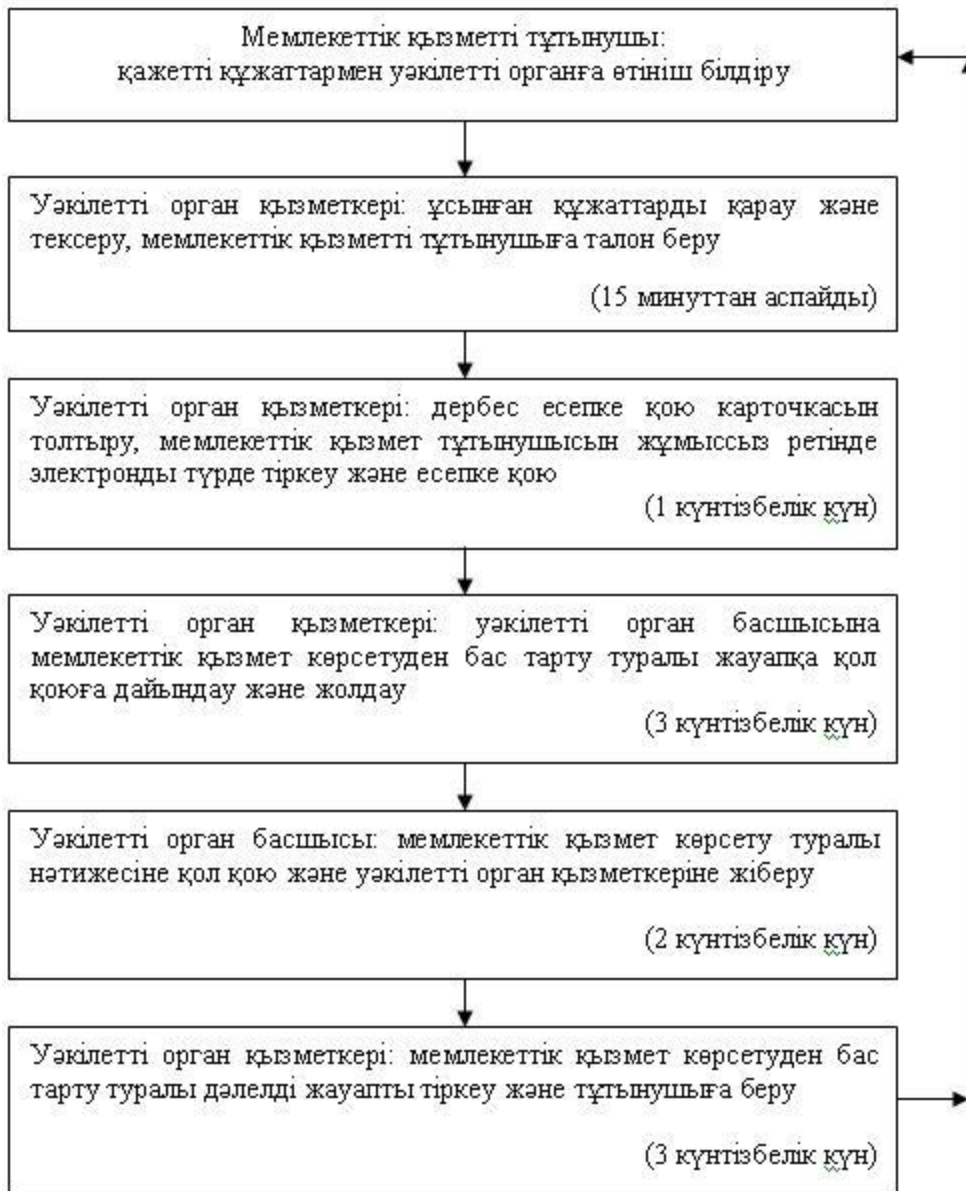 Мемлекеттік қызметті тұтынушы:
қажетті құжаттармен уәкілетті органға өтініш білдіру
Уәкілетті орган қызметкері: ұсынған құжаттарды қарау және
тексеру, мемлекеттік қызметті тұтынушыға талон беру
(15 минуттан аспайды)
Уәкілетті орган қызметкері: дербес есепке қою карточкасын
толтыру, мемлекеттік қызмет тұтынушысын жұмыссыз ретінде
электронды түрде тіркеу және есепке қою
(1 күнтізбелік күн)
Уәкілетті орган қызметкері: уәкілетті орган басшысына
мемлекеттік қызмет көрсетуден бас тарту туралы жауапқа қол
қоюға дайындау және жолдау
(3 күнтізбелік күн)
Уәкілетті орган басшысы: мемлекеттік қызмет көрсету туралы
нәтижесіне қол қою және уәкілетті орган қызметкеріне жіберу
(2 күнтізбелік күн)
Уәкілетті орган қызметкері: мемлекеттік қызмет көрсетуден бас
тарту туралы дәлелді жауапты тіркеу және тұтынушыға беру
(3 күнтізбелік күн)